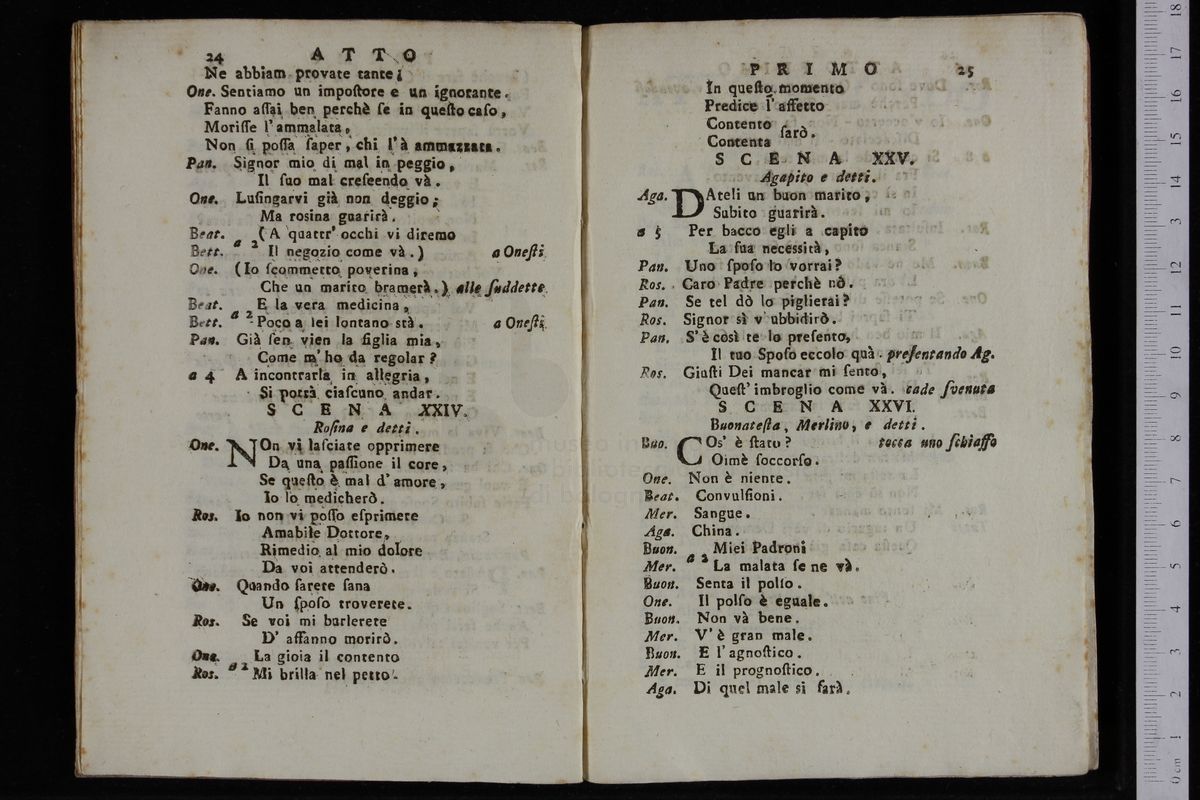 24 ATTO
Ne abbiam provate tante;
One. Sentiamo un impoſtore e un ignorante.
Fanno aſſai ben perchè ſe in queſto caſo,
Moriſſe l'ammalata,
Non ſi poſſa ſaper, chi l'à ammazzata.
Pan. Signor mio di mal in peggio,
Il ſuo mal creſeendo và.
One. Luſingarvi già non deggio;
Ma rosina guarirà.
Beat. (A quattr' occhi vi diremo
a 2
Bett. Il negozio come và.) a Oneſti
One. (Io ſcommetto poverina,
Che un marito bramerà.) alle ſuddette
Beat. E la vera medicina,
a 2
Bett. Poco a lei lontano stà. a Oneſti
Pan. Già ſen vien la figlia mia,
Come m'ho da regolar?
a 4 A incontrarla in allegria,
Si potrà ciaſcuno andar.
SCENA XXIV.
Roſina e detti.
One. NOn vi laſciate opprimere
Da una paſſione il core,
Se queſto è mal d'amore,
Io lo medicherò.
Ros. Io non vi poſſo eſprimere
Amabile Dottore,
Rimedio al mio dolore
Da voi attenderò.
One. Quando ſarete ſana
Un ſpoſo troverete.
Ros. Se voi mi burlerete
D' affanno morirò.
One. La gioia il contento
a 2
Ros. Mi brilla nel petto
PRIMO 25
In queſto momento
Predice l'affetto
Contento
ſarò.
Contenta
SCENA XXV.
Agapito e detti.
Aga. DAteli un buon marito,
Subito guarirà.
a 5 Per bacco egli a capito
La ſua necessità,
Pan. Uno ſpoſo lo vorrai?
Ros. Caro Padre perchè nò.
Pan. Se tel dò lo piglierai?
Ros. Signor sì v'ubbidirò.
Pan. S'è così te lo preſento,
Il tuo Spoſo eccolo quà. preſentando Ag.
Ros. Giuſti Dei mancar mi ſento,
Queſt' imbroglio come và. cade ſvenuta
SCENA XXVI.
Buonateſta, Merlino, e detti.
Buo. COs' è ſtato? tocca uno ſchiaffo
Oimè ſoccorſo.
One. Non è niente.
Beat. Convulſioni.
Mer. Sangue.
Aga. China.
Buon. Miei Padroni
a 2
Mer. La malata ſe ne và.
Buon. Senta il polſo.
One. Il polſo è eguale.
Buon. Non và bene.
Mer. V'è gran male.
Buon. E l'agnoſtico.
Mer. E il prognoſtico.
Aga. Di quel male si farà.